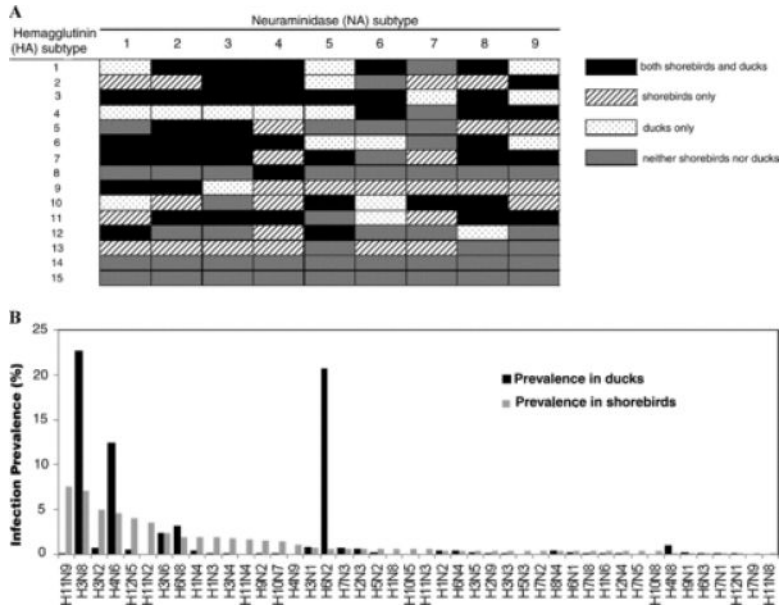 A
Neuraminidase (NA) subtype
Hemagglutinin
(HA) subtype
1 2 3 4 5 6 7 8 9
1
2
3
4
5
6
7
8
9
10
11
12
13
14
15
both shorebirds and ducks
shorebirds only
ducks only
neither shorebirds nor ducks
B
25
20
15
10
5
0
Infection Prevalence (%)
Prevalence in ducks
Prevalence in shorebirds
H11N9
H3N8
H3N2
H4N6
H12N5
H11N2
H3N6
H6N8
H1N4
H1N3
H3N4
H11N4
H9N2
H10N7
H4N9
H3N1
H6N2
H7N3
H2N3
H5N2
H1N8
H10N5
H11N3
H1N2
H6N4
H3N5
H2N9
H3N3
H7N2
H8N4
H6N1
H7N8
H1N6
H2N4
H7N5
H10N8
H4N8
H9N1
H6N3
H7N1
H12N1
H7N9
H11N8